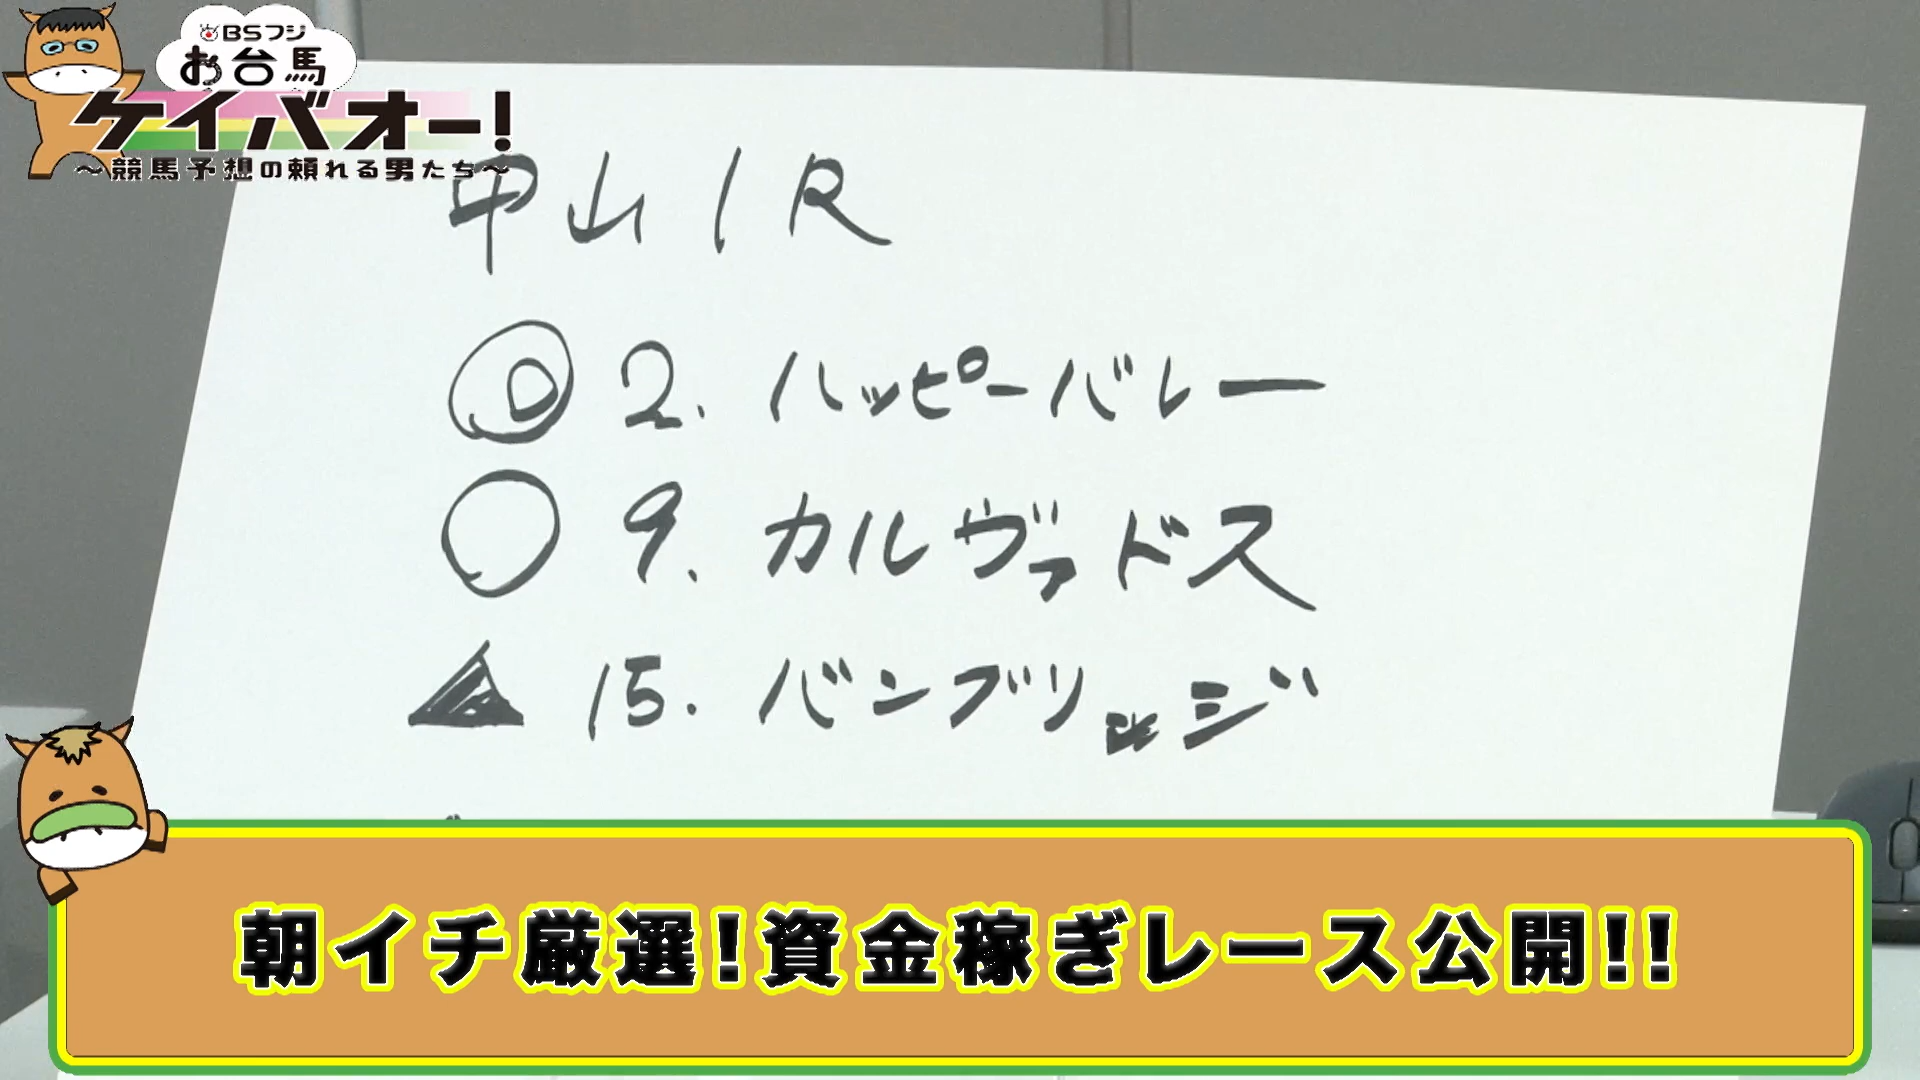 BSフジ
お台馬
ケイバオー!
～競馬予想の頼れる男たち～
中山1R
◎2.ハッピーバレー
○9.カルヴァドス
▲15.バンブリッジ
朝イチ厳選!資金稼ぎレース公開!!